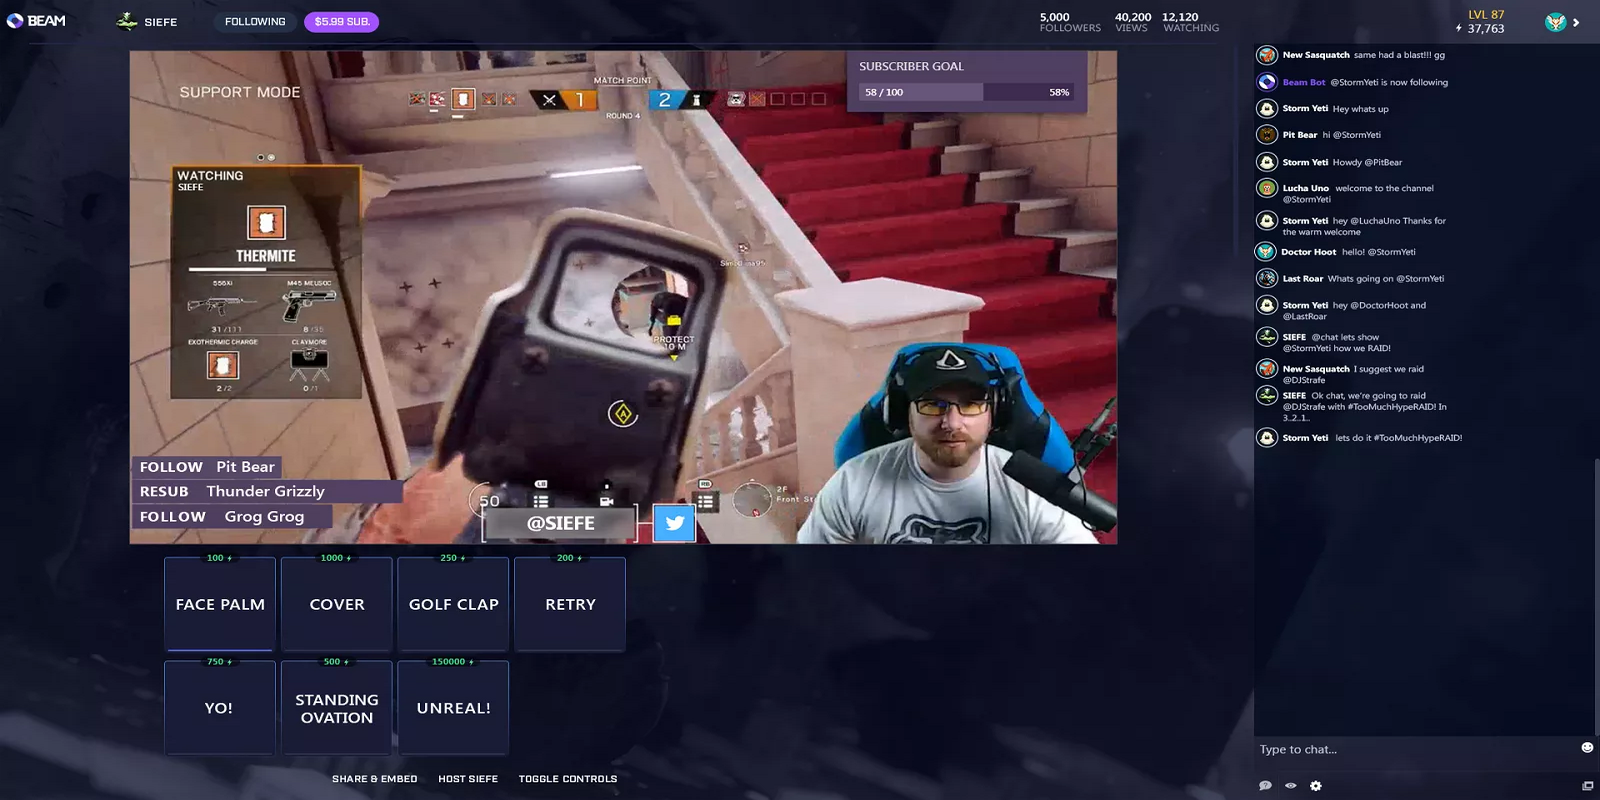 BEAM
SIEFE
FOLLOWING
$5.99 SUB.
5,000
FOLLOWERS
40,200
VIEWS
12,120
WATCHING
LVL 87
37,763
SUPPORT MODE
MATCH POINT
1
2
ROUND 4
SUBSCRIBER GOAL
58 / 100
58%
WATCHING
SIEFE
THERMITE
556XI
M45 MEUSOC
31 / 111
8 / 35
EXOTHERMIC CHARGE
CLAYMORE
2 / 2
0 / 1
PROTECT
10 M
A
FOLLOW Pit Bear
RESUB Thunder Grizzly
FOLLOW Grog Grog
50
LB
RB
2F
@SIEFE
100
FACE PALM
1000
COVER
250
GOLF CLAP
200
RETRY
750
YO!
500
STANDING
OVATION
150000
UNREAL!
SHARE & EMBED
HOST SIEFE
TOGGLE CONTROLS
New Sasquatch same had a blast!!! gg
Beam Bot @StormYeti is now following
Storm Yeti Hey whats up
Pit Bear hi @StormYeti
Storm Yeti Howdy @PitBear
Lucha Uno welcome to the channel
@StormYeti
Storm Yeti hey @LuchaUno Thanks for
the warm welcome
Doctor Hoot hello! @StormYeti
Last Roar Whats going on @StormYeti
Storm Yeti hey @DoctorHoot and
@LastRoar
SIEFE @chat lets show
@StormYeti how we RAID!
New Sasquatch I suggest we raid
@DJStrafe
SIEFE Ok chat, we're going to raid
@DJStrafe with #TooMuchHypeRAID! In
3..2..1..
Storm Yeti lets do it #TooMuchHypeRAID!
Type to chat...